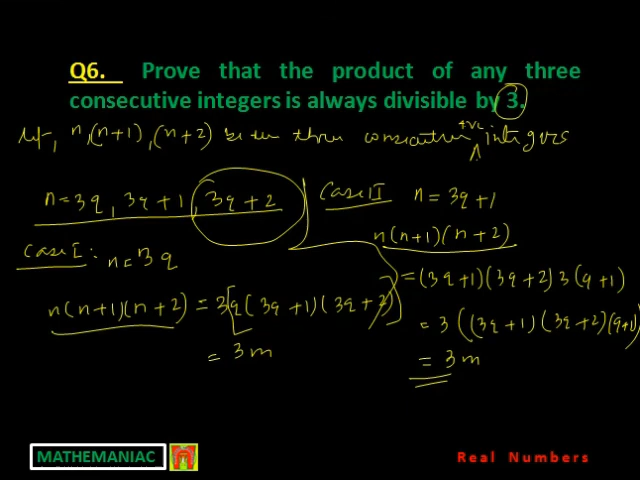 Q6. Prove that the product of any three
consecutive integers is always divisible by 3.
Let, n, (n+1), (n+2) be the three consecutive +ve integers
n = 3q, 3q + 1, 3q + 2
Case I : n = 3q
n(n+1)(n+2) = 3[q(3q+1)(3q+2)]
= 3m
Case II n = 3q+1
n(n+1)(n+2)
= (3q+1)(3q+2)3(q+1)
= 3((3q+1)(3q+2)(q+1))
= 3m
MATHEMANIAC
Real Numbers